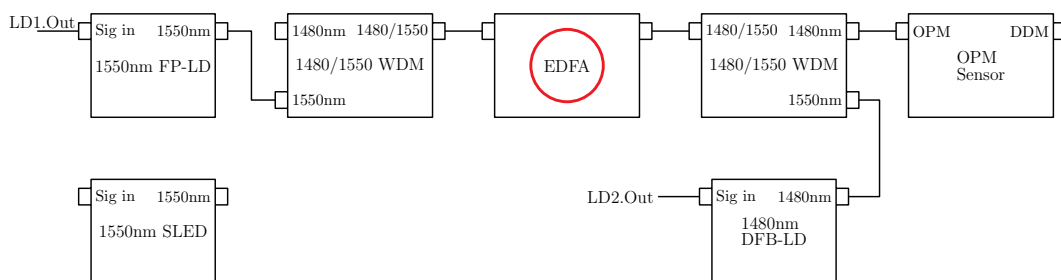 LD1.Out
Sig in 1550nm
1550nm FP-LD
1480nm 1480/1550
1480/1550 WDM
1550nm
EDFA
1480/1550 1480nm
1480/1550 WDM
1550nm
OPM DDM
OPM
Sensor
Sig in 1550nm
1550nm SLED
LD2.Out
Sig in 1480nm
1480nm
DFB-LD